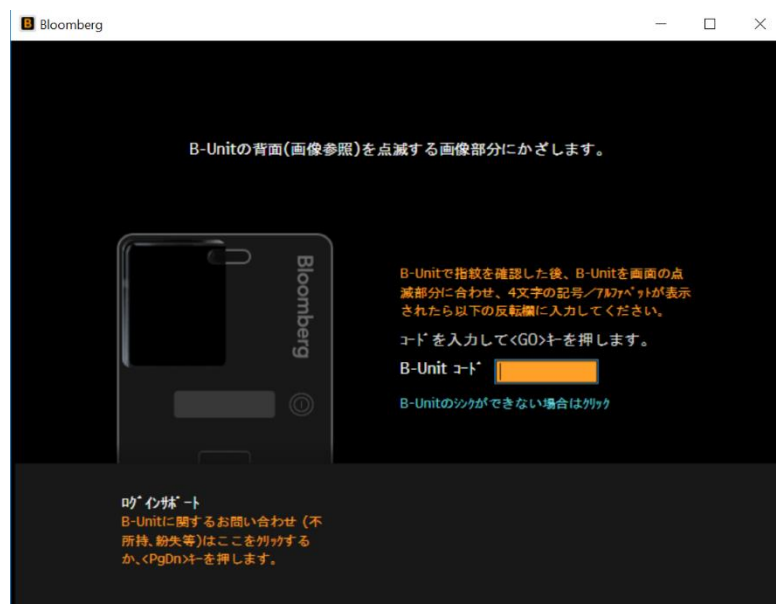 Bloomberg
B-Unitの背面(画像参照)を点滅する画像部分にかざします。
Bloomberg
B-Unitで指紋を確認した後、B-Unitを画面の点
滅部分に合わせ、4文字の記号/ｱﾙﾌｧﾍﾞｯﾄが表示
されたら以下の反転欄に入力してください。
ｺｰﾄﾞを入力して<GO>ｷｰを押します。
B-Unit ｺｰﾄﾞ
B-Unitのｼﾝｸができない場合はｸﾘｯｸ
ﾛｸﾞｲﾝｻﾎﾟｰﾄ
B-Unitに関するお問い合わせ (不
所持、紛失等)はここをｸﾘｯｸする
か、<PgDn>ｷｰを押します。